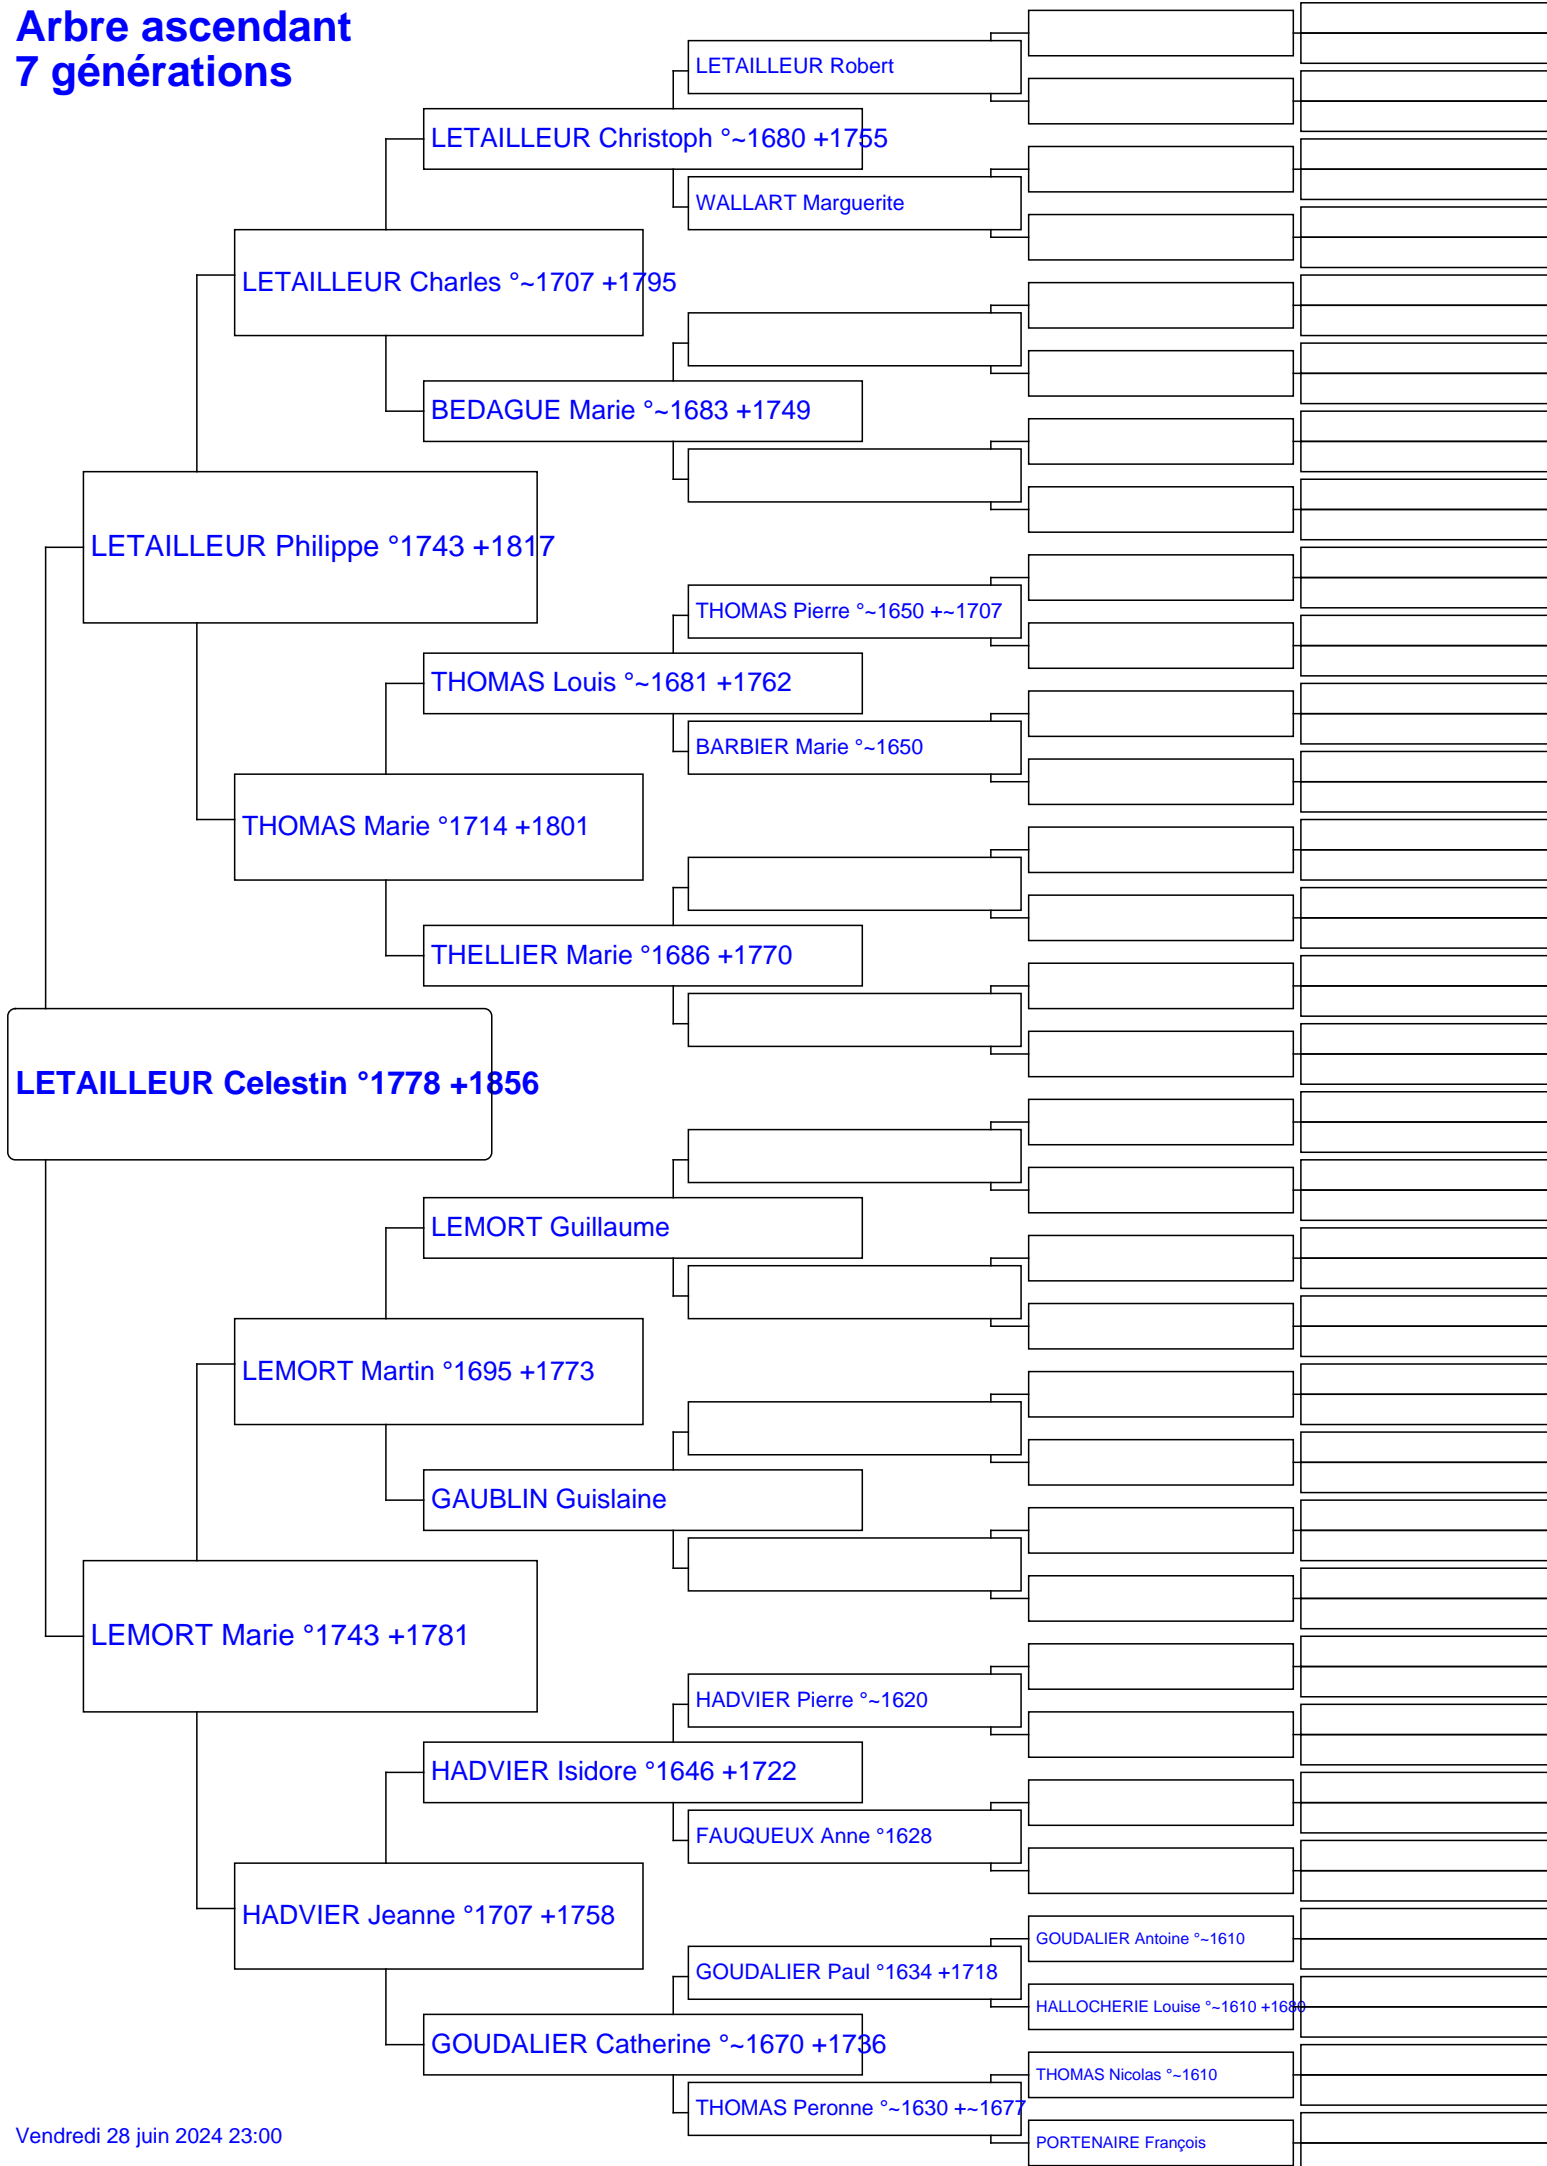 Arbre ascendant
7 générations
LETAILLEUR Robert
LETAILLEUR Christoph °~1680 +1755
WALLART Marguerite
LETAILLEUR Charles °~1707 +1795
BEDAGUE Marie °~1683 +1749
LETAILLEUR Philippe °1743 +1817
THOMAS Pierre °~1650 +~1707
THOMAS Louis °~1681 +1762
BARBIER Marie °~1650
THOMAS Marie °1714 +1801
THELLIER Marie °1686 +1770
LETAILLEUR Celestin °1778 +1856
LEMORT Guillaume
LEMORT Martin °1695 +1773
GAUBLIN Guislaine
LEMORT Marie °1743 +1781
HADVIER Pierre °~1620
HADVIER Isidore °1646 +1722
FAUQUEUX Anne °1628
HADVIER Jeanne °1707 +1758
GOUDALIER Antoine °~1610
GOUDALIER Paul °1634 +1718
HALLOCHERIE Louise °~1610 +1680
GOUDALIER Catherine °~1670 +1736
THOMAS Nicolas °~1610
THOMAS Peronne °~1630 +~1677
PORTENAIRE François
Vendredi 28 juin 2024 23:00